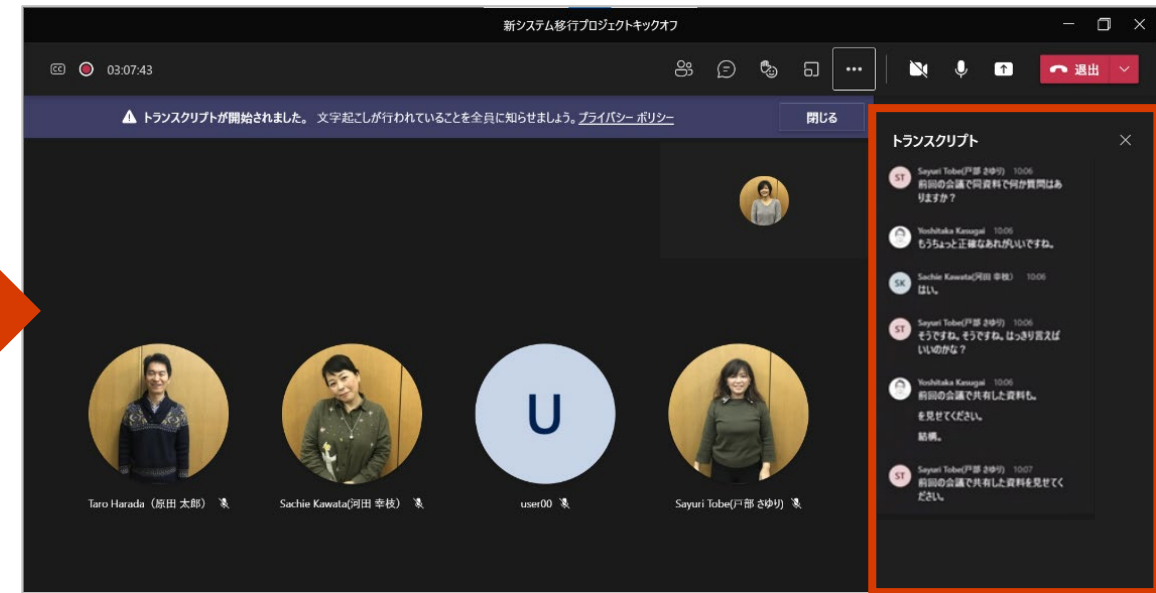 新システム移行プロジェクトキックオフ
CC
03:07:43
退出
トランスクリプトが開始されました。 文字起こしが行われていることを全員に知らせましょう。プライバシー ポリシー
閉じる
Taro Harada（原田 太郎）
Sachie Kawata(河田 幸枝)
U
user00
Sayuri Tobe(戸部 さゆり)
トランスクリプト
ST
Sayuri Tobe(戸部 さゆり) 10:06
前回の会議で同資料で何か質問はあ
りますか？
Yoshitaka Kasugai 10:06
もうちょっと正確なあれがいいですね。
SK
Sachie Kawata(河田 幸枝) 10:06
はい。
ST
Sayuri Tobe(戸部 さゆり) 10:06
そうですね。そうですね。はっきり言えば
いいのかな？
Yoshitaka Kasugai 10:06
前回の会議で共有した資料も。
を見せてください。
結構。
ST
Sayuri Tobe(戸部 さゆり) 10:07
前回の会議で共有した資料を見せてく
ださい。